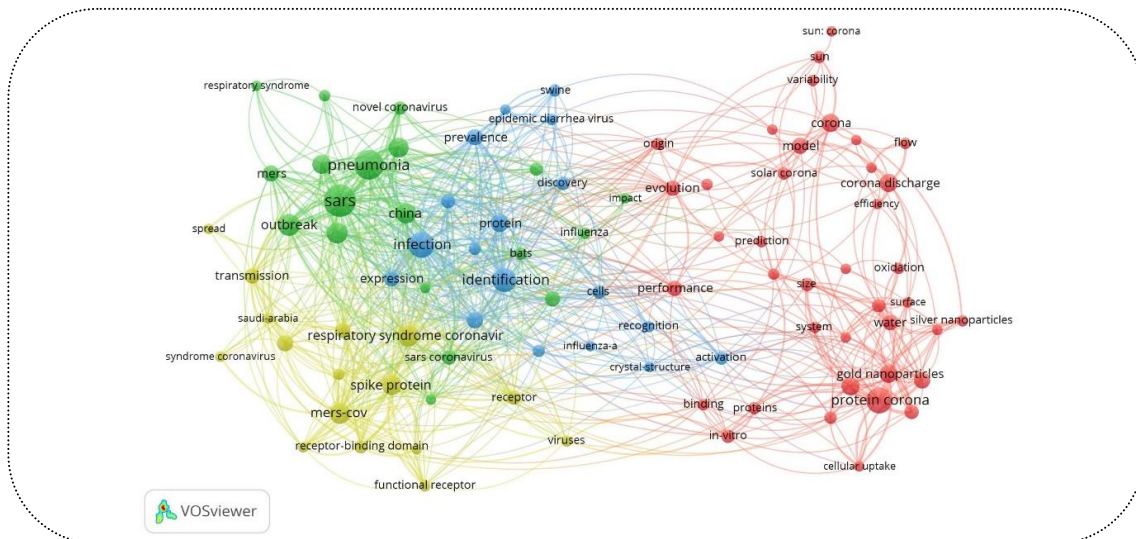 sun: corona
sun
variability
respiratory syndrome
swine
novel coronavirus
epidemic diarrhea virus
corona
prevalence
origin
model
flow
pneumonia
mers
solar corona
discovery
evolution
corona discharge
sars
impact
efficiency
china
outbreak
protein
spread
influenza
infection
prediction
bats
transmission
expression
identification
oxidation
cells
performance
size
surface
saudi arabia
recognition
system
water
silver nanoparticles
respiratory syndrome coronavir
influenza-a
syndrome coronavirus
sars coronavirus
activation
crystal structure
gold nanoparticles
spike protein
receptor
protein corona
binding
proteins
mers-cov
in-vitro
receptor-binding domain
viruses
cellular uptake
functional receptor
VOSviewer